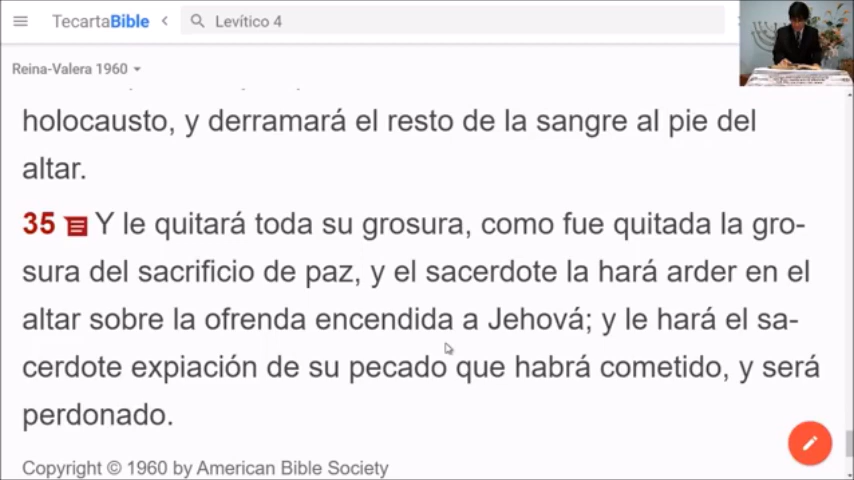 TecartaBible
Levítico 4
Reina-Valera 1960
holocausto, y derramará el resto de la sangre al pie del
altar.
35 Y le quitará toda su grosura, como fue quitada la gro-
sura del sacrificio de paz, y el sacerdote la hará arder en el
altar sobre la ofrenda encendida a Jehová; y le hará el sa-
cerdote expiación de su pecado que habrá cometido, y será
perdonado.
Copyright © 1960 by American Bible Society